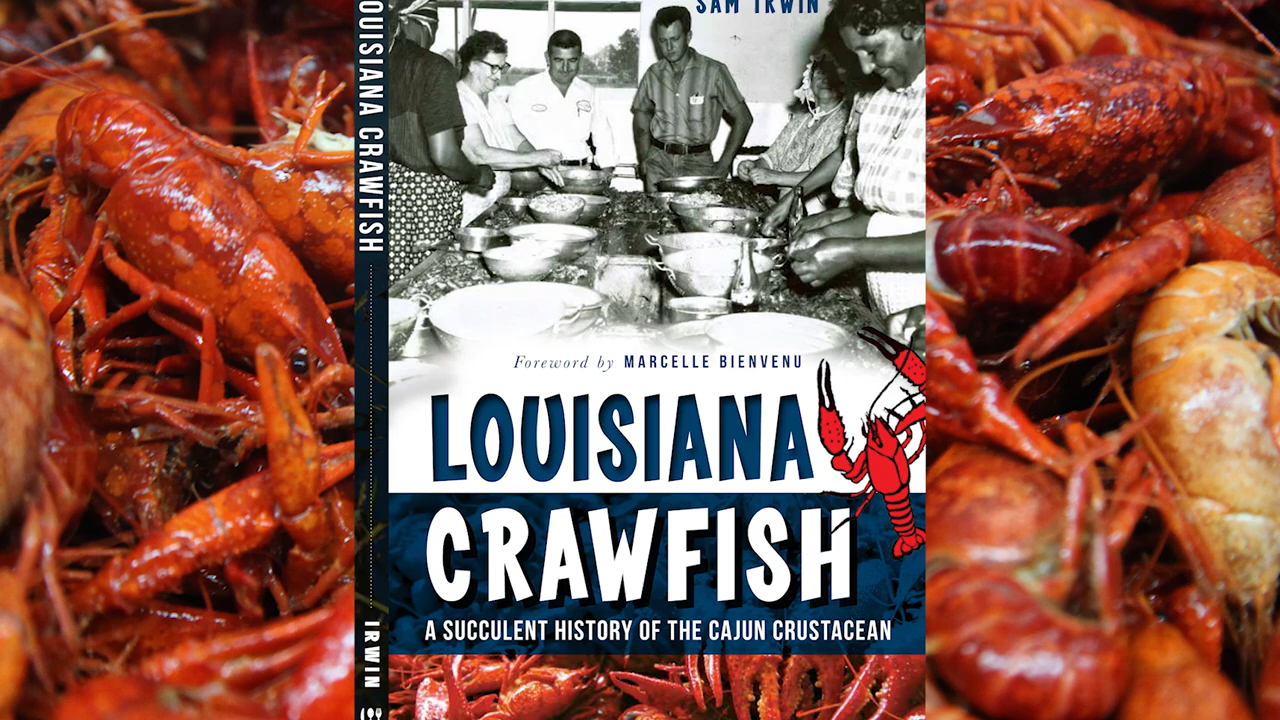 SAM IRWIN
Foreword by MARCELLE BIENVENU
LOUISIANA
CRAWFISH
A SUCCULENT HISTORY OF THE CAJUN CRUSTACEAN
LOUISIANA CRAWFISH
IRWIN